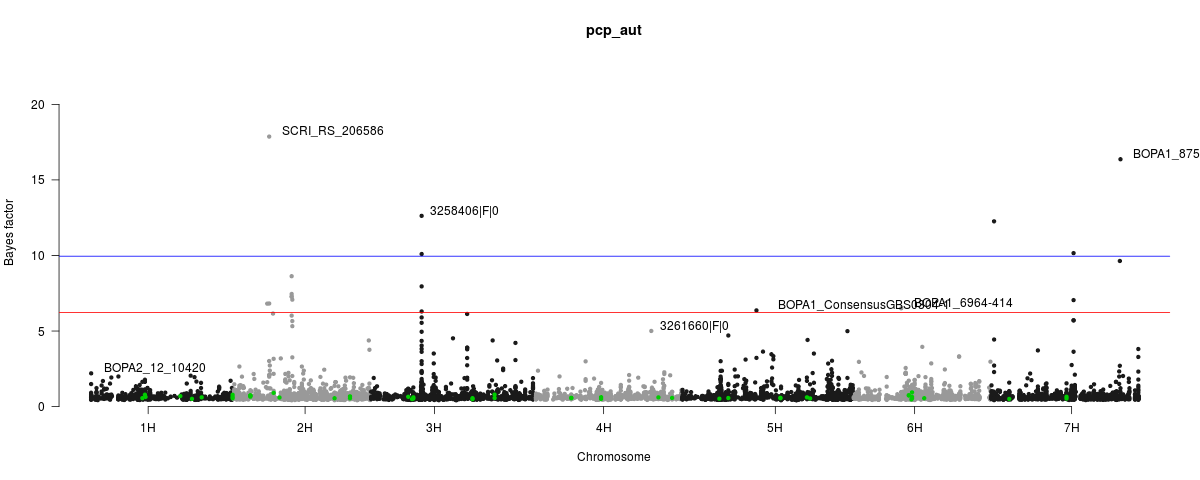 pcp_aut
20
SCRI_RS_206586
BOPA1_875
15
3258406|F|0
10
Bayes factor
BOPA1_6964-414
3261660|F|0
5
BOPA2_12_10420
0
1H
2H
3H
4H
5H
6H
7H
Chromosome